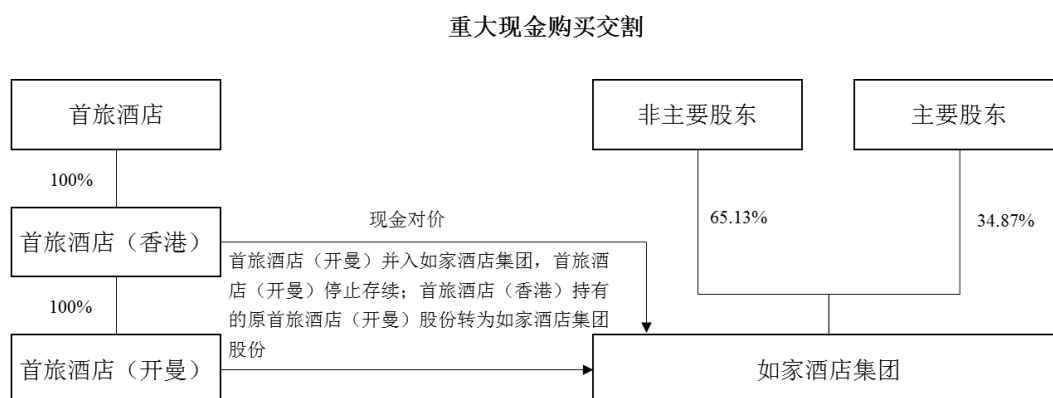 重大现金购买交割
首旅酒店
非主要股东
主要股东
100%
65.13%
34.87%
首旅酒店（香港）
现金对价
首旅酒店（开曼）并入如家酒店集团，首旅酒
店（开曼）停止存续；首旅酒店（香港）持有
的原首旅酒店（开曼）股份转为如家酒店集团
股份
100%
首旅酒店（开曼）
如家酒店集团